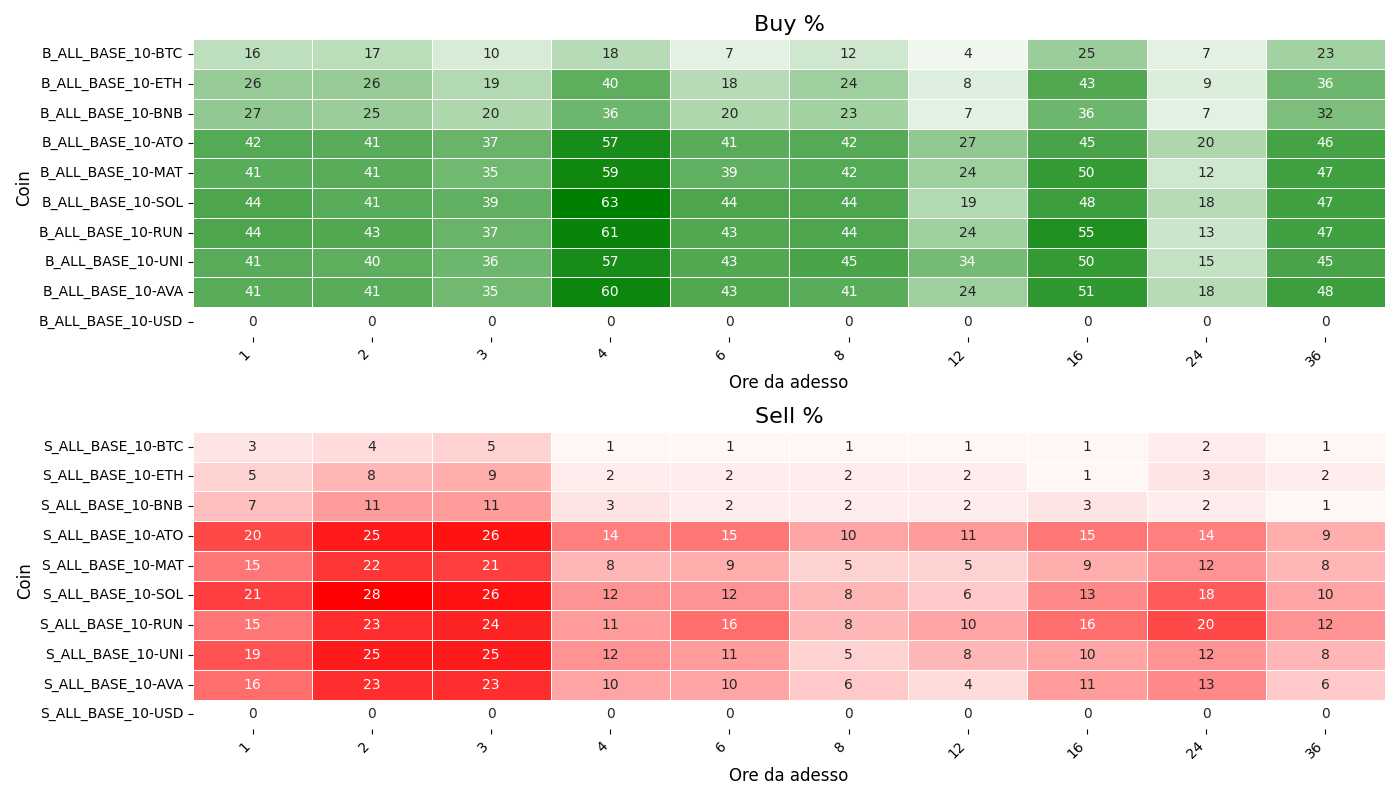 Buy %
Coin
B_ALL_BASE_10-BTC 16 17 10 18 7 12 4 25 7 23
B_ALL_BASE_10-ETH 26 26 19 40 18 24 8 43 9 36
B_ALL_BASE_10-BNB 27 25 20 36 20 23 7 36 7 32
B_ALL_BASE_10-ATO 42 41 37 57 41 42 27 45 20 46
B_ALL_BASE_10-MAT 41 41 35 59 39 42 24 50 12 47
B_ALL_BASE_10-SOL 44 41 39 63 44 44 19 48 18 47
B_ALL_BASE_10-RUN 44 43 37 61 43 44 24 55 13 47
B_ALL_BASE_10-UNI 41 40 36 57 43 45 34 50 15 45
B_ALL_BASE_10-AVA 41 41 35 60 43 41 24 51 18 48
B_ALL_BASE_10-USD 0 0 0 0 0 0 0 0 0 0
1 2 3 4 6 8 12 16 24 36
Ore da adesso
Sell %
Coin
S_ALL_BASE_10-BTC 3 4 5 1 1 1 1 1 2 1
S_ALL_BASE_10-ETH 5 8 9 2 2 2 2 1 3 2
S_ALL_BASE_10-BNB 7 11 11 3 2 2 2 3 2 1
S_ALL_BASE_10-ATO 20 25 26 14 15 10 11 15 14 9
S_ALL_BASE_10-MAT 15 22 21 8 9 5 5 9 12 8
S_ALL_BASE_10-SOL 21 28 26 12 12 8 6 13 18 10
S_ALL_BASE_10-RUN 15 23 24 11 16 8 10 16 20 12
S_ALL_BASE_10-UNI 19 25 25 12 11 5 8 10 12 8
S_ALL_BASE_10-AVA 16 23 23 10 10 6 4 11 13 6
S_ALL_BASE_10-USD 0 0 0 0 0 0 0 0 0 0
1 2 3 4 6 8 12 16 24 36
Ore da adesso